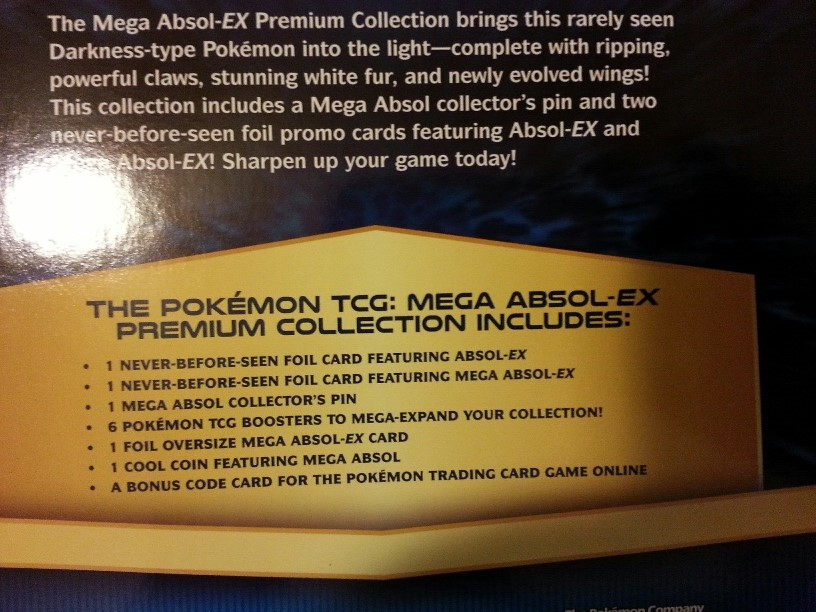 The Mega Absol-EX Premium Collection brings this rarely seen
Darkness-type Pokémon into the light—complete with ripping,
powerful claws, stunning white fur, and newly evolved wings!
This collection includes a Mega Absol collector's pin and two
never-before-seen foil promo cards featuring Absol-EX and
Mega Absol-EX! Sharpen up your game today!
THE POKÉMON TCG: MEGA ABSOL-EX
PREMIUM COLLECTION INCLUDES:
• 1 NEVER-BEFORE-SEEN FOIL CARD FEATURING ABSOL-EX
• 1 NEVER-BEFORE-SEEN FOIL CARD FEATURING MEGA ABSOL-EX
• 1 MEGA ABSOL COLLECTOR'S PIN
• 6 POKÉMON TCG BOOSTERS TO MEGA-EXPAND YOUR COLLECTION!
• 1 FOIL OVERSIZE MEGA ABSOL-EX CARD
• 1 COOL COIN FEATURING MEGA ABSOL
• A BONUS CODE CARD FOR THE POKÉMON TRADING CARD GAME ONLINE
The Pokémon Company